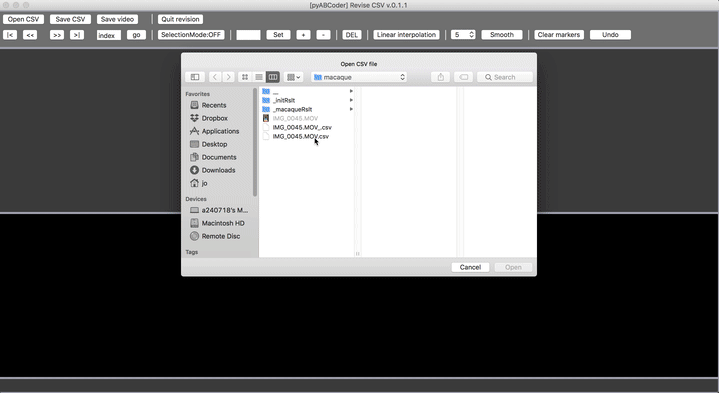 [pyABCoder] Revise CSV v.0.1.1
Open CSV Save CSV Save video Quit revision
|< << >> >| index go SelectionMode:OFF Set + - DEL Linear interpolation 5 Smooth Clear markers Undo
Open CSV file
macaque Search
Favorites
Recents
Dropbox
Applications
Desktop
Documents
Downloads
jo
Devices
a240718's M...
Macintosh HD
Remote Disc
Tags
__
_initRslt
_macaqueRslt
IMG_0045.MOV
IMG_0045.MOV_.csv
IMG_0045.MOV.csv
Cancel Open